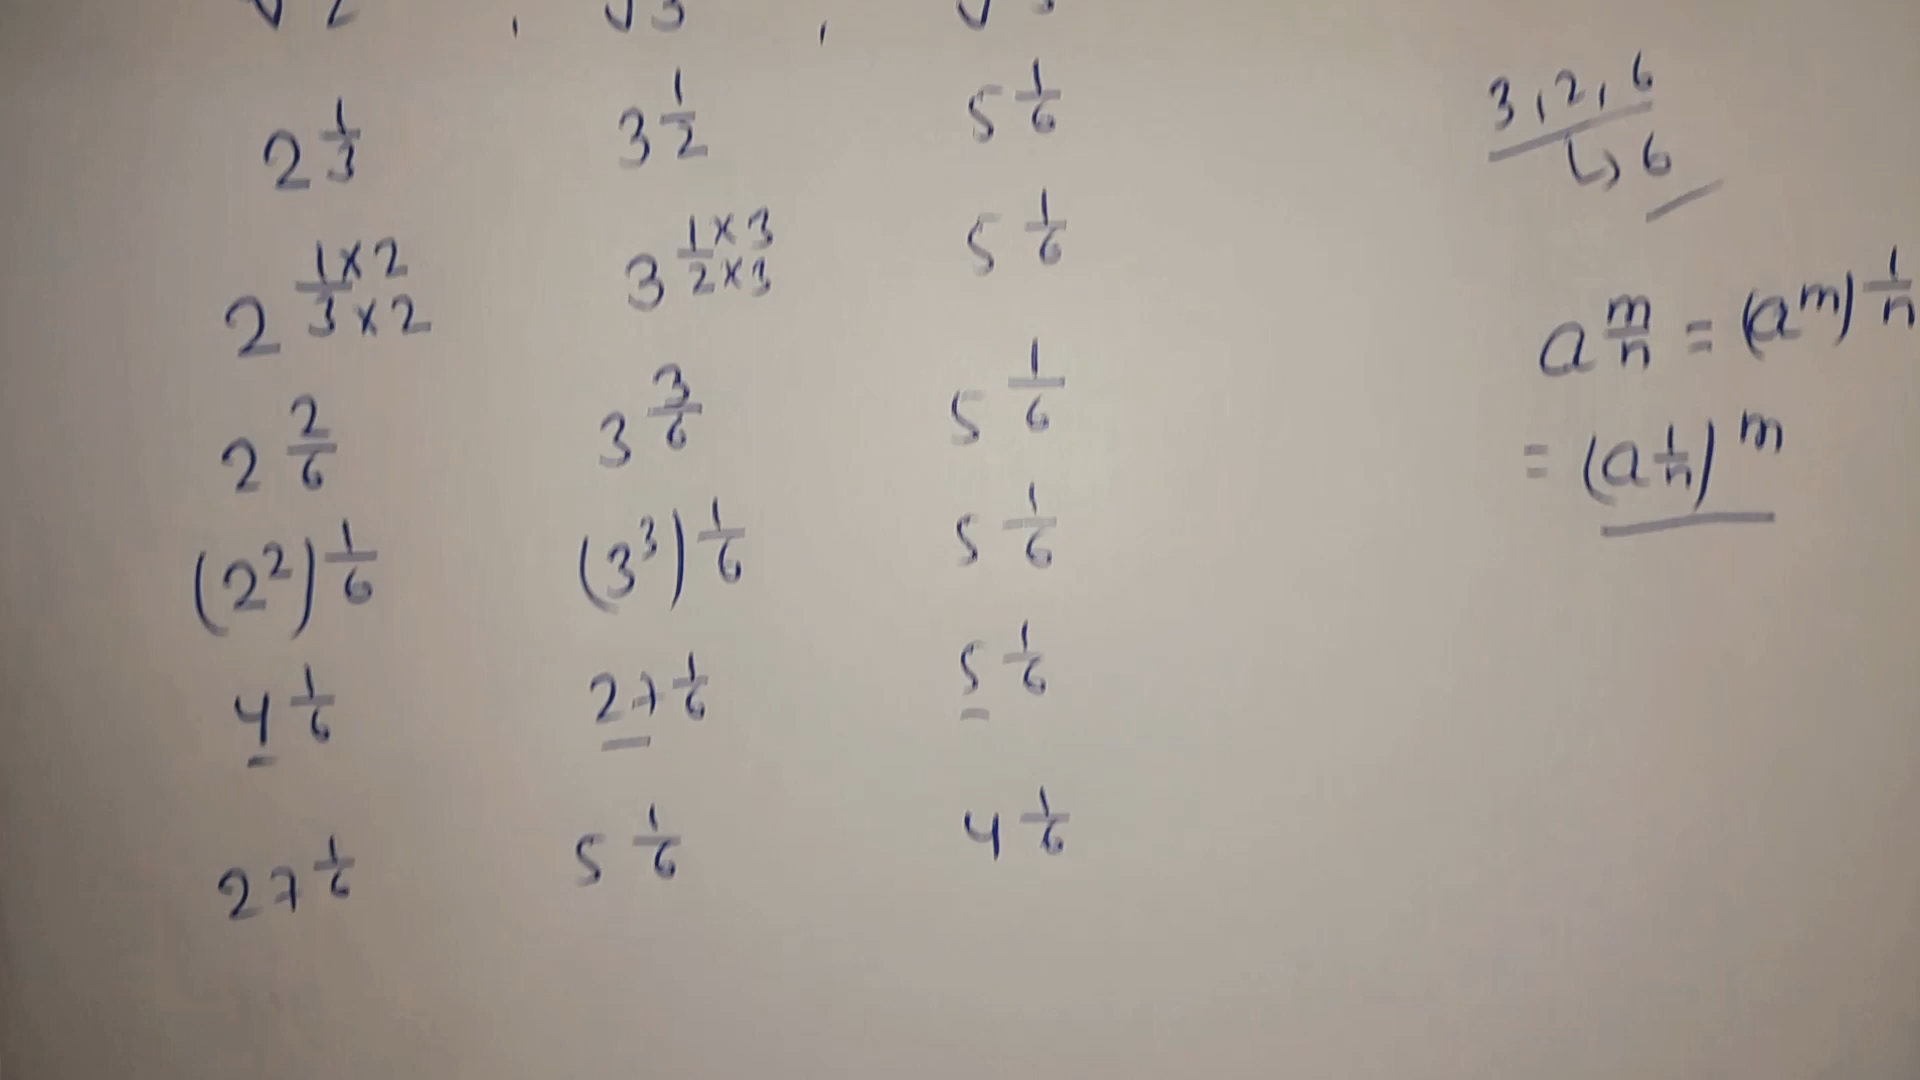 √2 , √3 , √5
2^(1/3) 3^(1/2) 5^(1/6)
2^((1×2)/(3×2)) 3^((1×3)/(2×3)) 5^(1/6)
2^(2/6) 3^(3/6) 5^(1/6)
(2²)^(1/6) (3³)^(1/6) 5^(1/6)
4^(1/6) 27^(1/6) 5^(1/6)
27^(1/6) 5^(1/6) 4^(1/6)
3, 2, 6
↳ 6
a^(m/n) = (a^m)^(1/n)
= (a^(1/n))^m